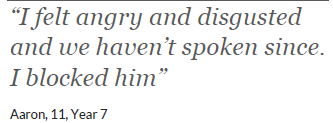 “I felt angry and disgusted
and we haven’t spoken since.
I blocked him”
Aaron, 11, Year 7